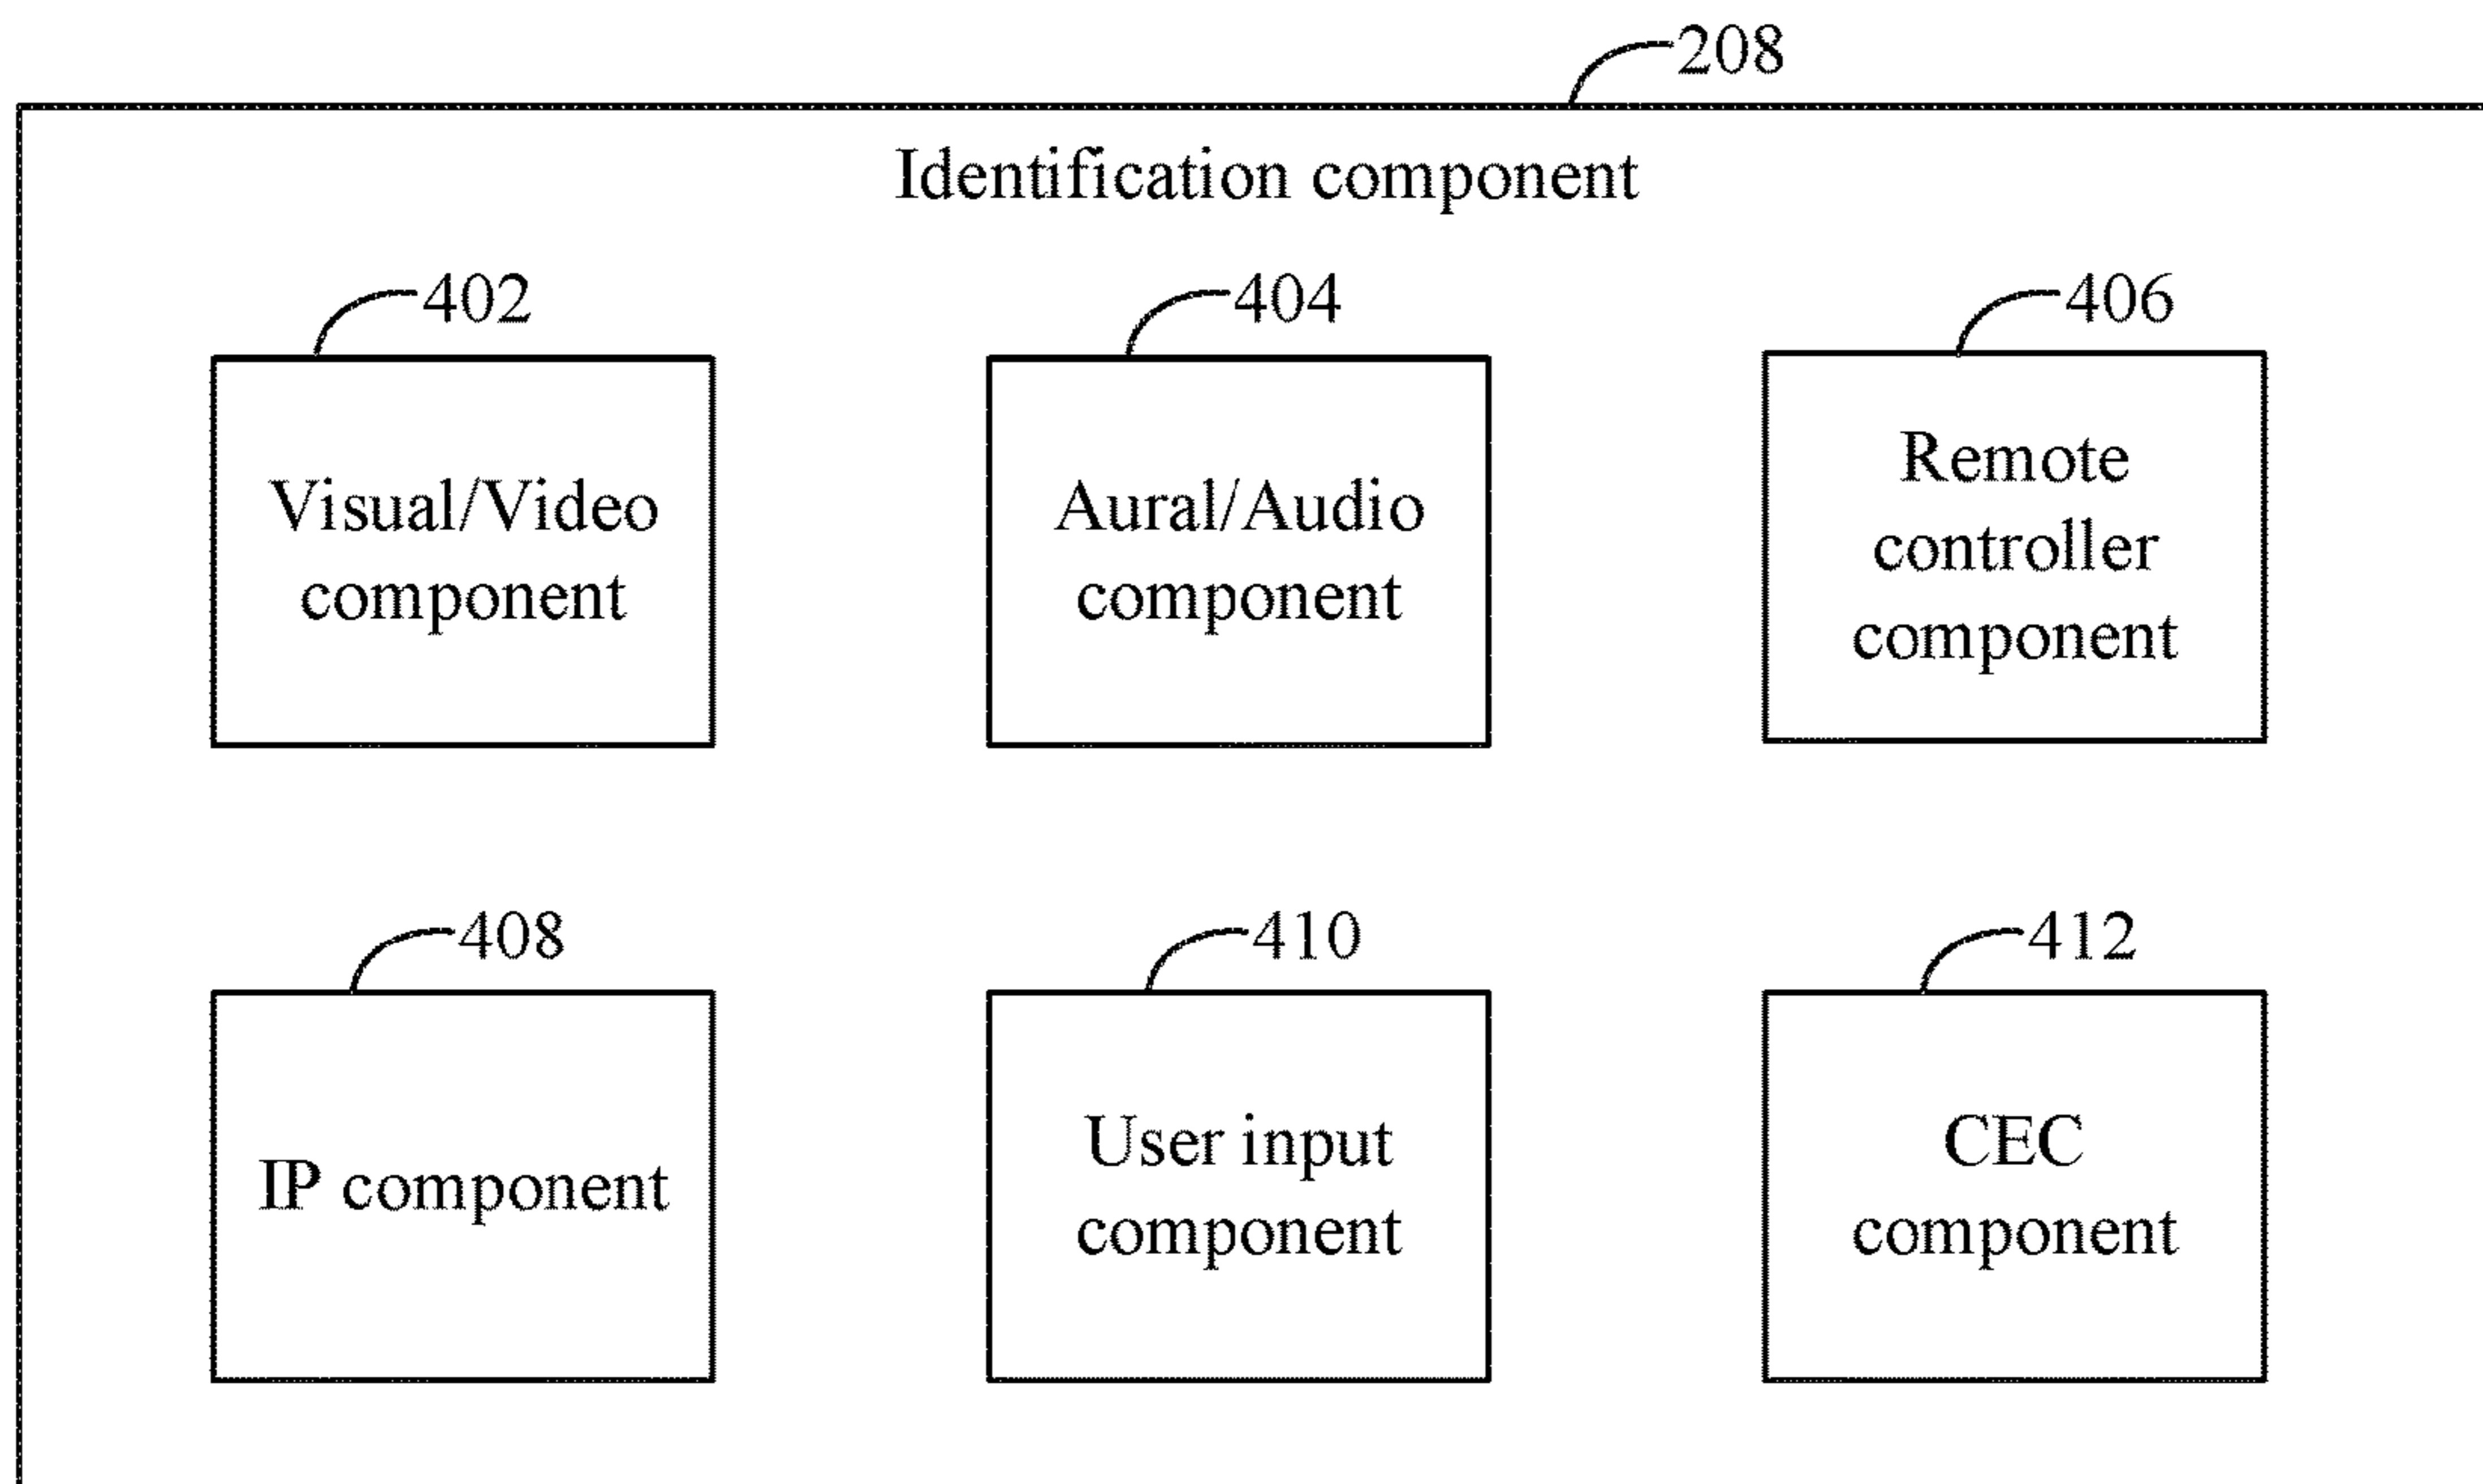 208
Identification component
402
404
406
Visual/Video
component
Aural/Audio
component
Remote
controller
component
408
410
412
IP component
User input
component
CEC
component